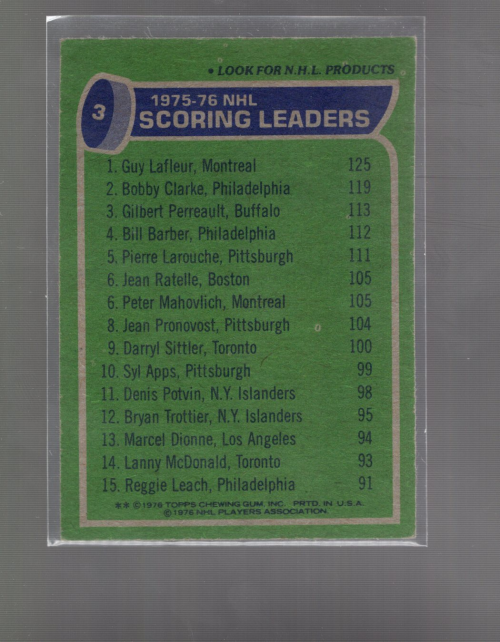 • LOOK FOR N.H.L. PRODUCTS
3
1975-76 NHL
SCORING LEADERS
1. Guy Lafleur, Montreal 125
2. Bobby Clarke, Philadelphia 119
3. Gilbert Perreault, Buffalo 113
4. Bill Barber, Philadelphia 112
5. Pierre Larouche, Pittsburgh 111
6. Jean Ratelle, Boston 105
6. Peter Mahovlich, Montreal 105
8. Jean Pronovost, Pittsburgh 104
9. Darryl Sittler, Toronto 100
10. Syl Apps, Pittsburgh 99
11. Denis Potvin, N.Y. Islanders 98
12. Bryan Trottier, N.Y. Islanders 95
13. Marcel Dionne, Los Angeles 94
14. Lanny McDonald, Toronto 93
15. Reggie Leach, Philadelphia 91
©1976 TOPPS CHEWING GUM, INC. PRTD. IN U.S.A.
©1976 NHL PLAYERS ASSOCIATION